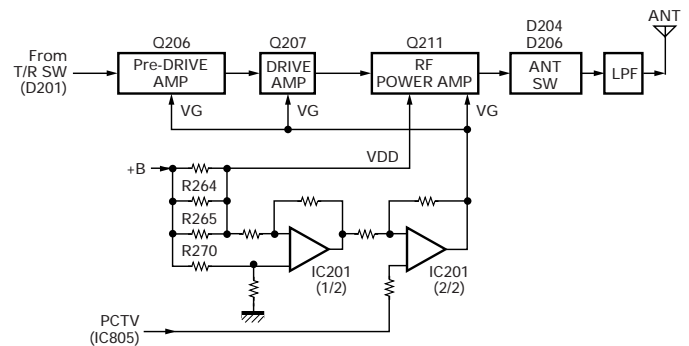 ANT
Q206
Q207
Q211
D204
D206
From
T/R SW
(D201)
Pre-DRIVE
AMP
DRIVE
AMP
RF
POWER AMP
ANT
SW
LPF
VG
VG
VG
VDD
+B
R264
R265
R270
IC201
(1/2)
IC201
(2/2)
PCTV
(IC805)